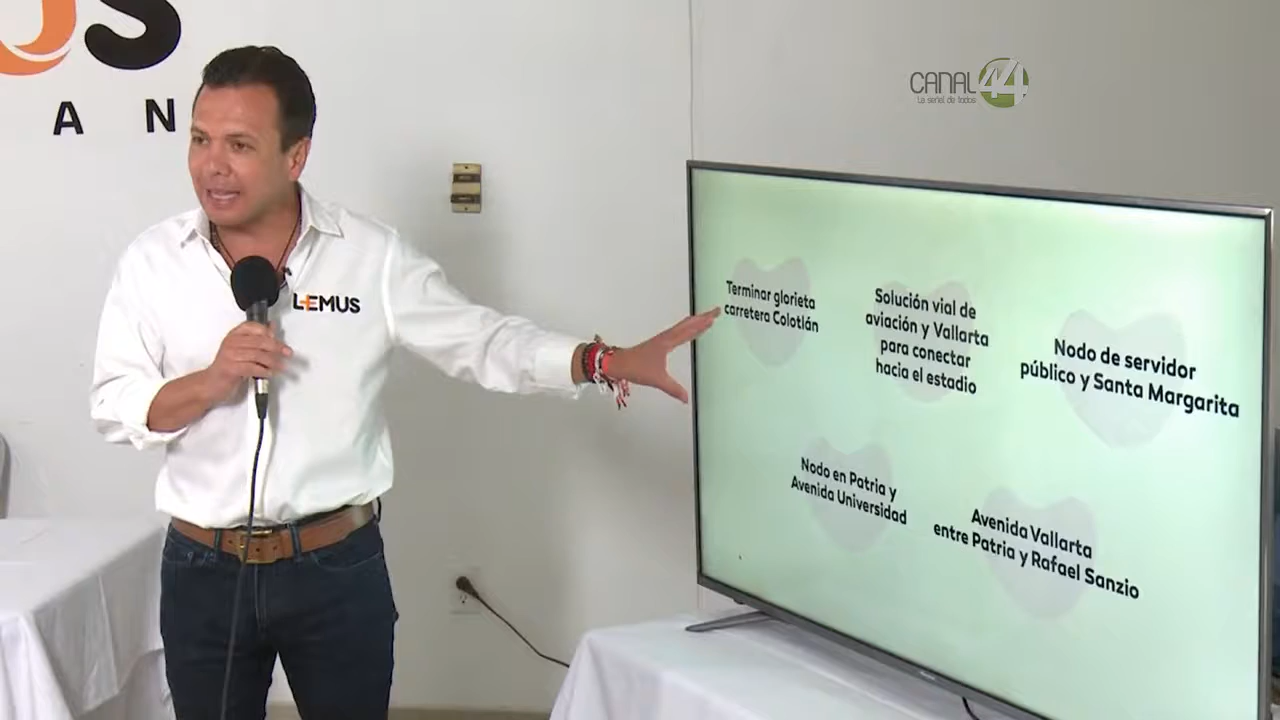 US
AN
CANAL 44
La señal de todos
LEMUS
Terminar glorieta
carretera Colotlán
Solución vial de
aviación y Vallarta
para conectar
hacia el estadio
Nodo de servidor
público y Santa Margarita
Nodo en Patria y
Avenida Universidad
Avenida Vallarta
entre Patria y Rafael Sanzio